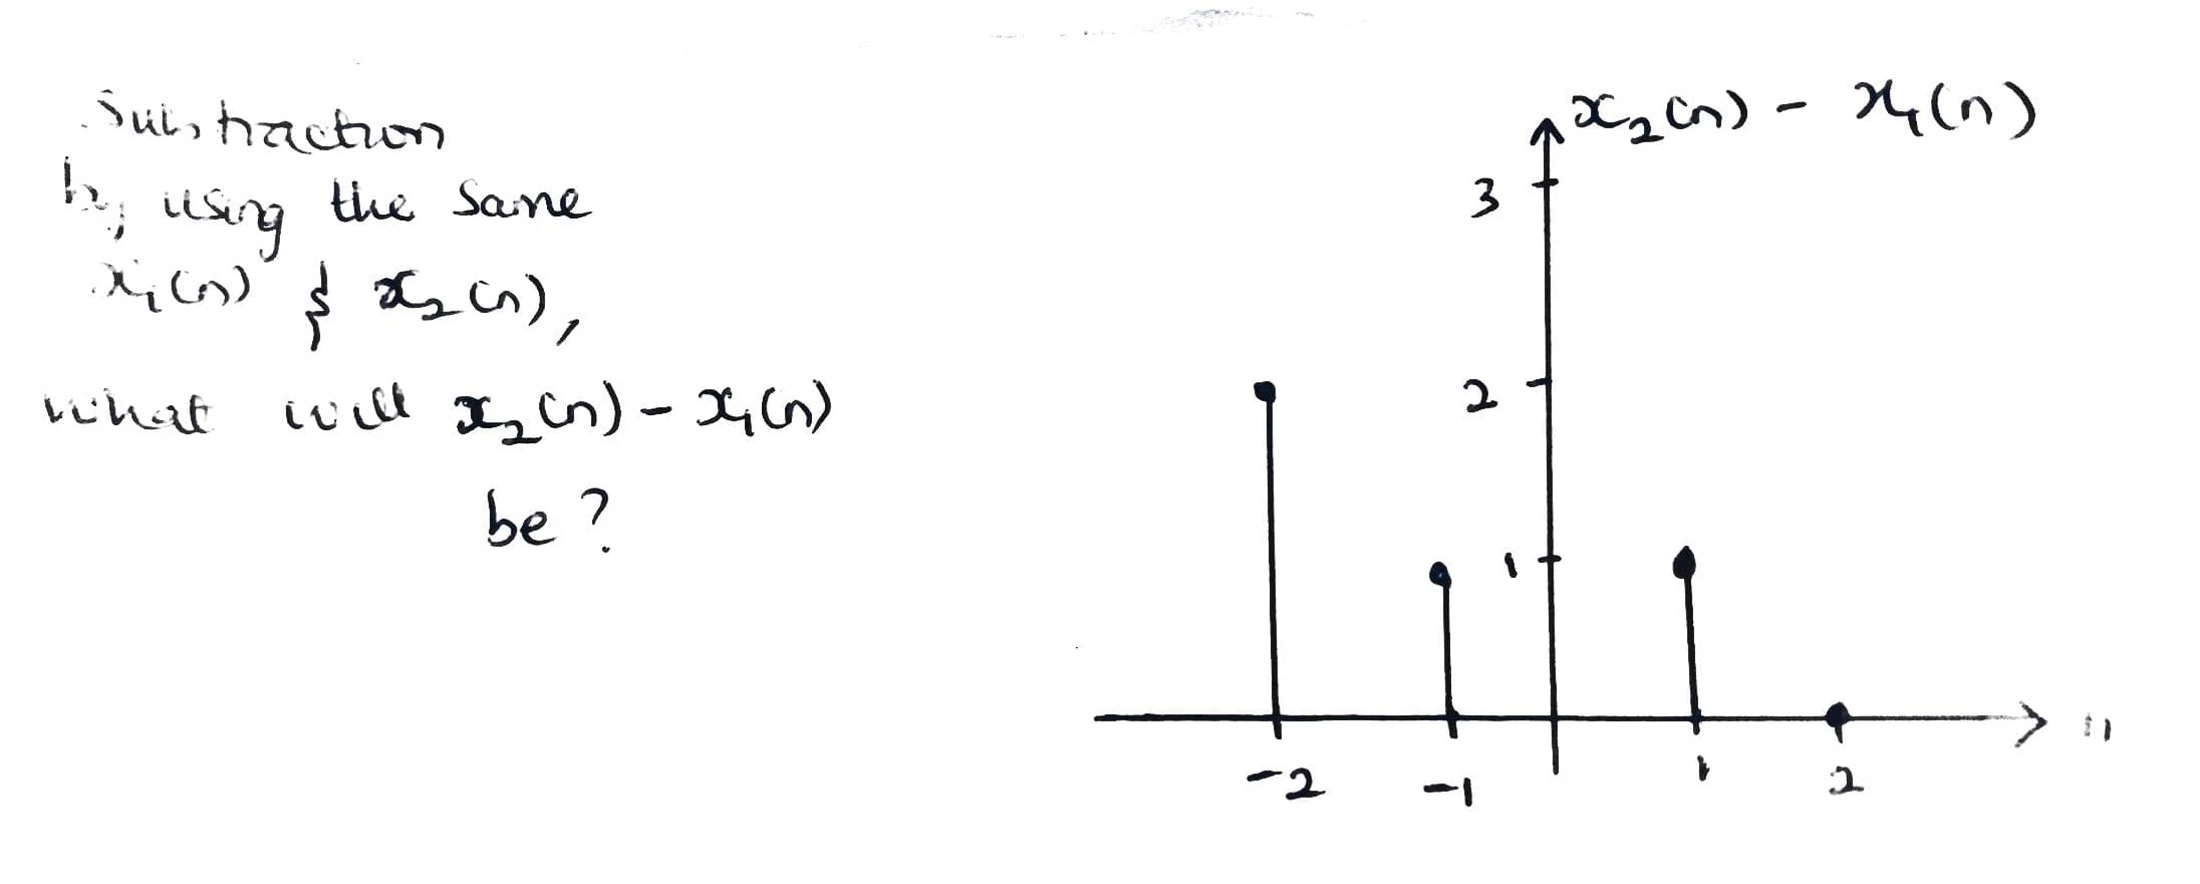 Substraction
by using the same
x₁(n) & x₂(n),
what will x₂(n) - x₁(n)
be?
x₂(n) - x₁(n)
3
2
1
-2 -1 1 2
n